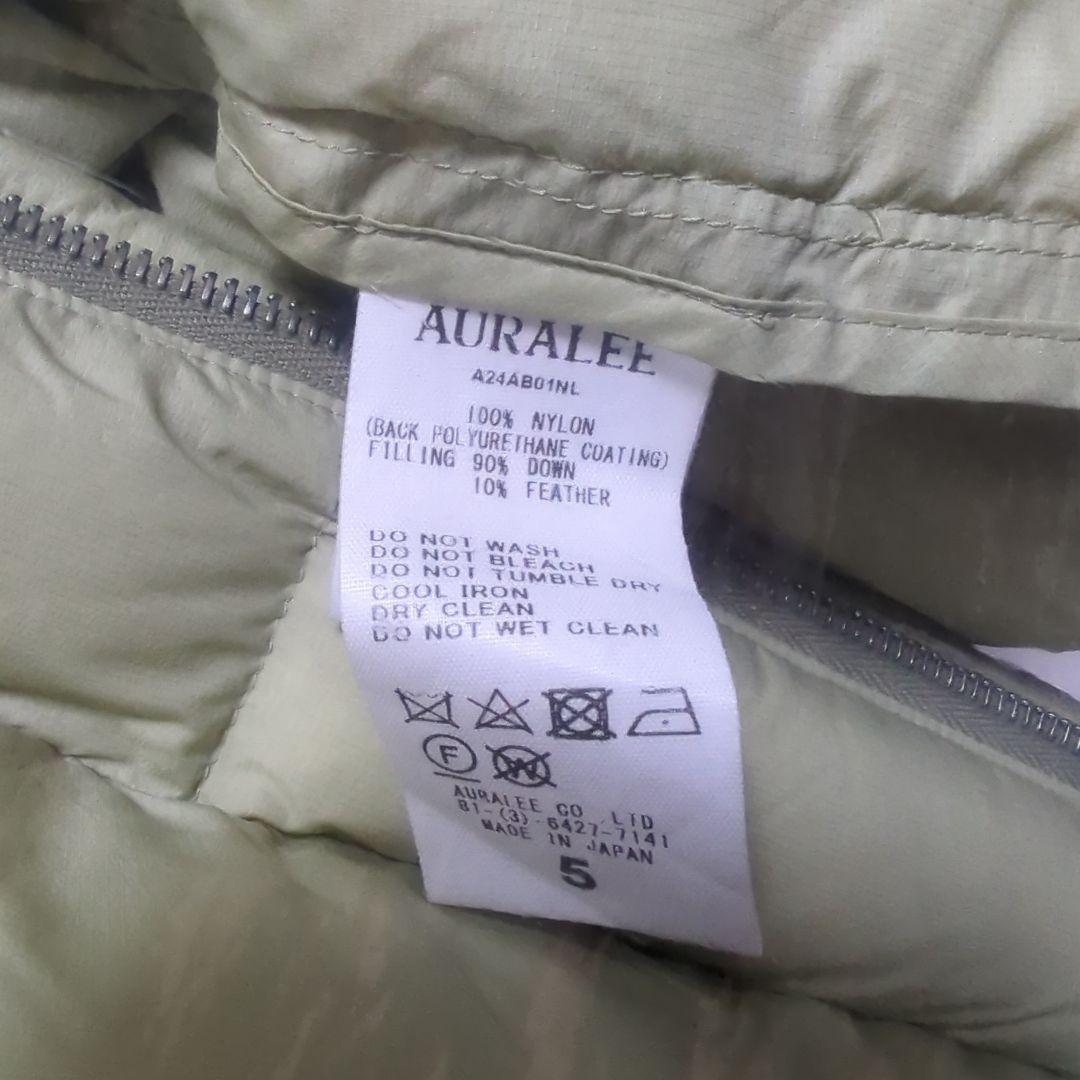 AURALEE
A24AB01NL
100% NYLON
(BACK POLYURETHANE COATING)
FILLING 90% DOWN
10% FEATHER
DO NOT WASH
DO NOT BLEACH
DO NOT TUMBLE DRY
COOL IRON
DRY CLEAN
DO NOT WET CLEAN
F
W
AURALEE CO.,LTD
81-(3)-6427-7141
MADE IN JAPAN
5